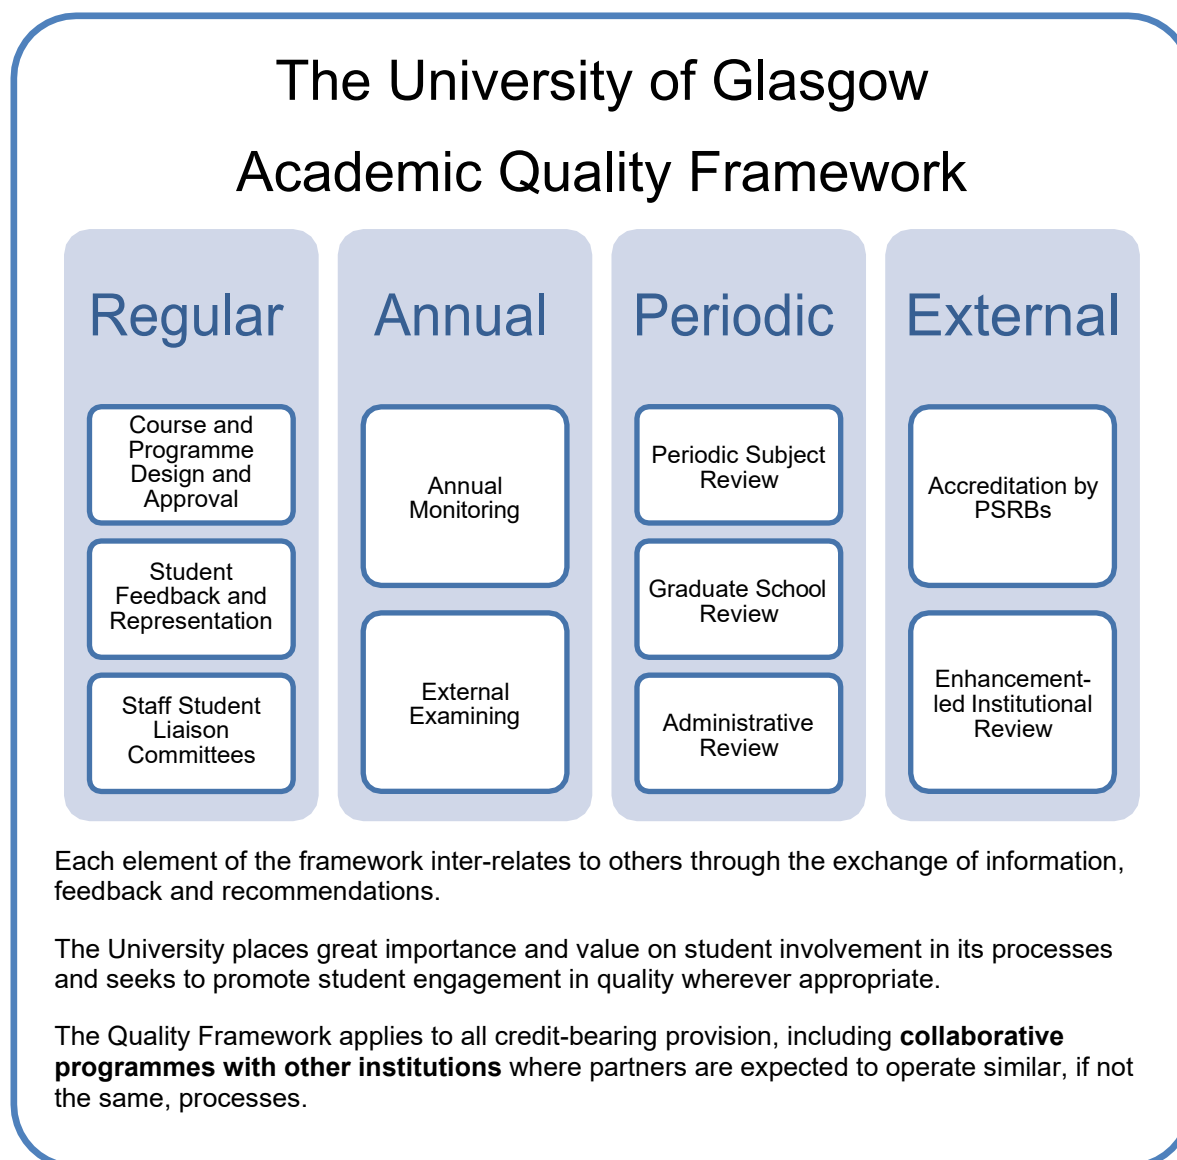 The University of Glasgow
Academic Quality Framework
Regular
Course and
Programme
Design and
Approval
Student
Feedback and
Representation
Staff Student
Liaison
Committees
Annual
Annual
Monitoring
External
Examining
Periodic
Periodic Subject
Review
Graduate School
Review
Administrative
Review
External
Accreditation by
PSRBs
Enhancement-
led Institutional
Review
Each element of the framework inter-relates to others through the exchange of information,
feedback and recommendations.
The University places great importance and value on student involvement in its processes
and seeks to promote student engagement in quality wherever appropriate.
The Quality Framework applies to all credit-bearing provision, including collaborative
programmes with other institutions where partners are expected to operate similar, if not
the same, processes.